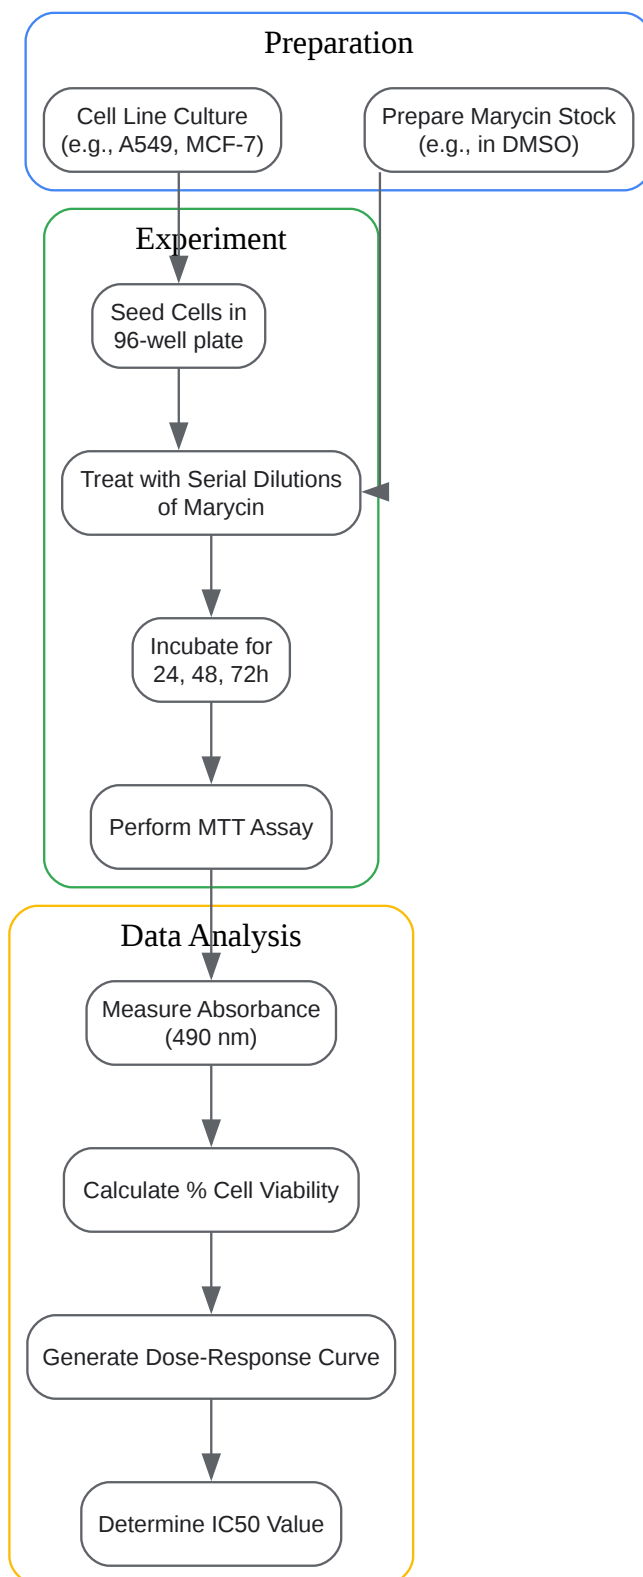 Preparation
Cell Line Culture
(e.g., A549, MCF-7)
Prepare Marycin Stock
(e.g., in DMSO)
Experiment
Seed Cells in
96-well plate
Treat with Serial Dilutions
of Marycin
Incubate for
24, 48, 72h
Perform MTT Assay
Data Analysis
Measure Absorbance
(490 nm)
Calculate % Cell Viability
Generate Dose-Response Curve
Determine IC50 Value